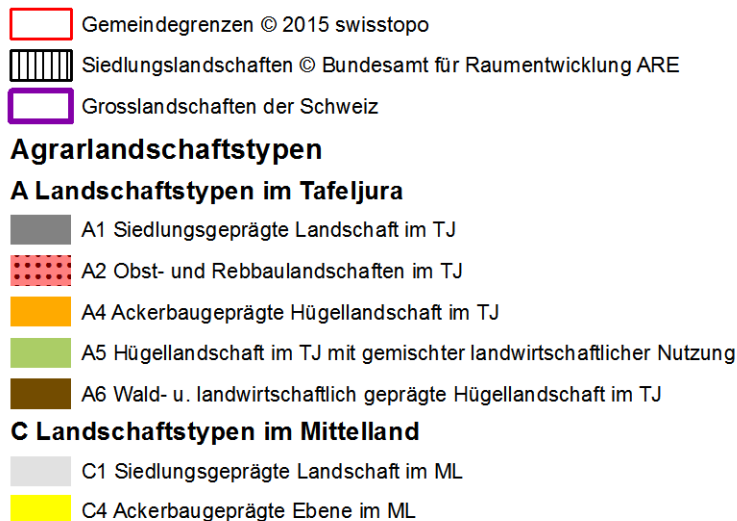 Gemeindegrenzen © 2015 swisstopo
Siedlungslandschaften © Bundesamt für Raumentwicklung ARE
Grosslandschaften der Schweiz
Agrarlandschaftstypen
A Landschaftstypen im Tafeljura
A1 Siedlungsgeprägte Landschaft im TJ
A2 Obst- und Rebbaulandschaften im TJ
A4 Ackerbaugeprägte Hügellandschaft im TJ
A5 Hügellandschaft im TJ mit gemischter landwirtschaftlicher Nutzung
A6 Wald- u. landwirtschaftlich geprägte Hügellandschaft im TJ
C Landschaftstypen im Mittelland
C1 Siedlungsgeprägte Landschaft im ML
C4 Ackerbaugeprägte Ebene im ML